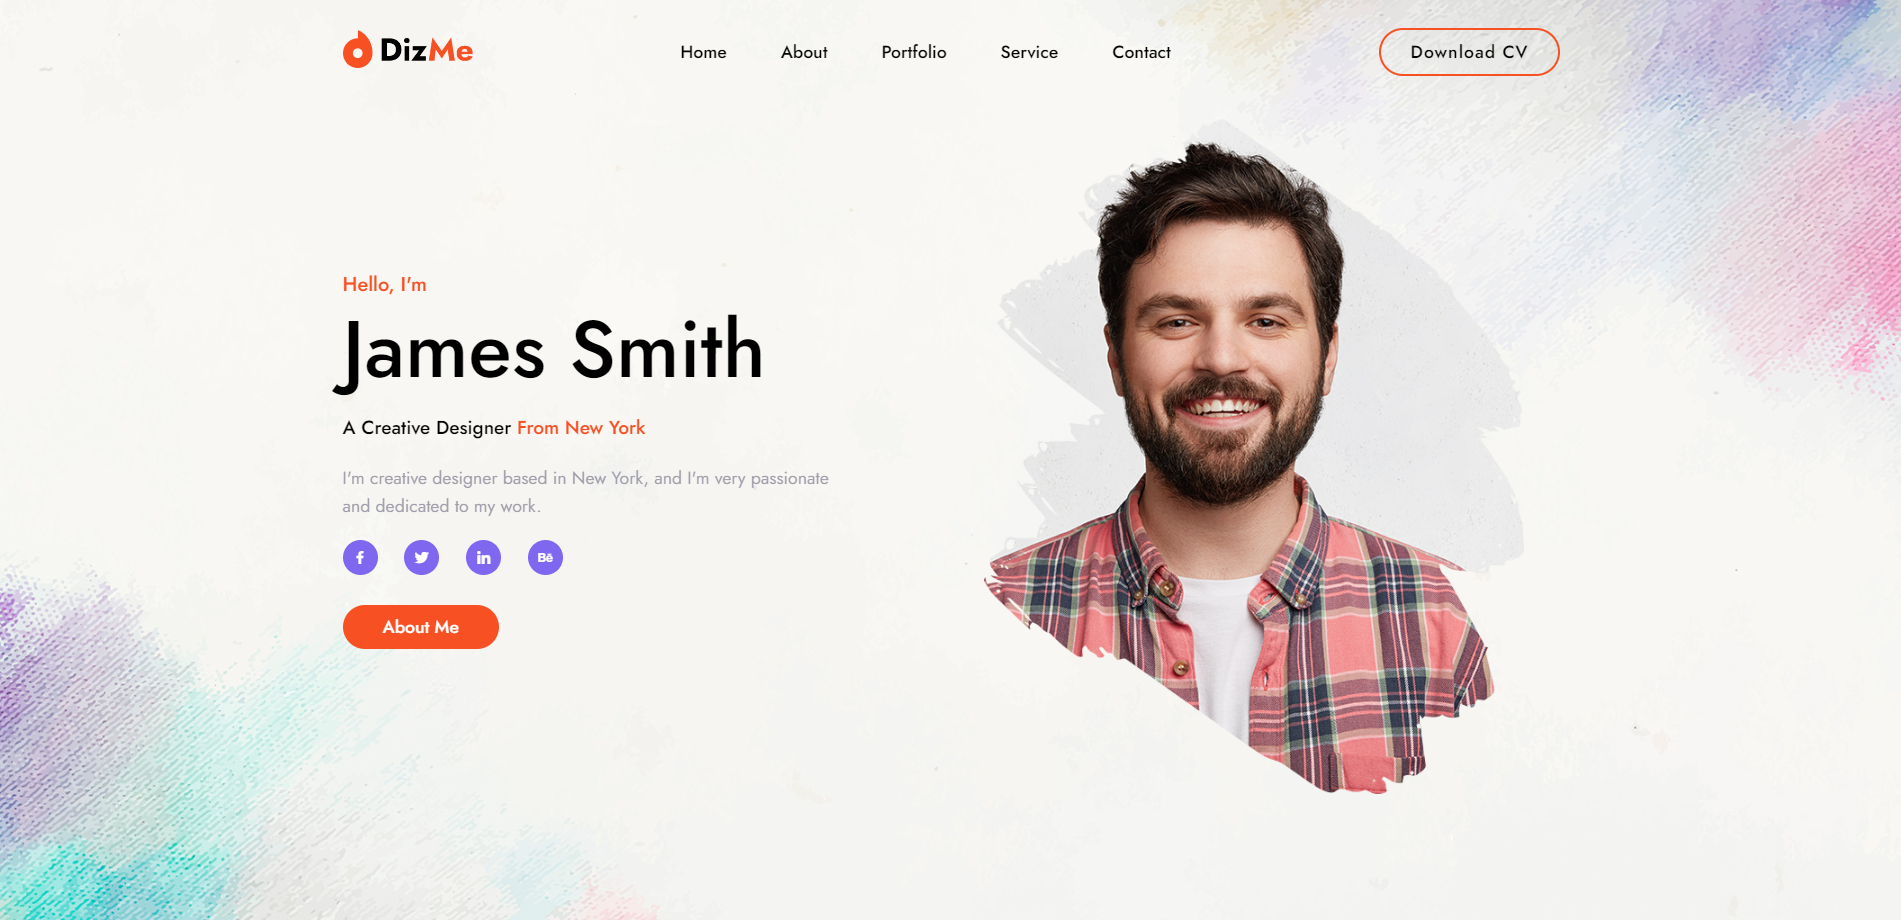 DizMe
Home
About
Portfolio
Service
Contact
Download CV
Hello, I'm
James Smith
A Creative Designer From New York
I'm creative designer based in New York, and I'm very passionate
and dedicated to my work.
Bē
About Me